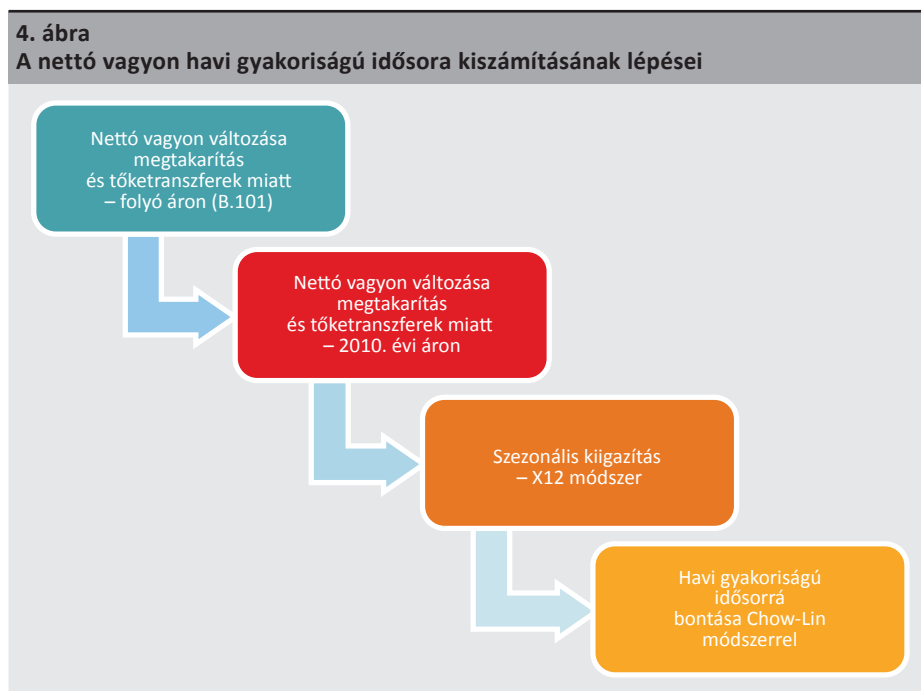 4. ábra
A nettó vagyon havi gyakoriságú idősora kiszámításának lépései
Nettó vagyon változása
megtakarítás
és tőketranszferek miatt
– folyó áron (B.101)
Nettó vagyon változása
megtakarítás
és tőketranszferek miatt
– 2010. évi áron
Szezonális kiigazítás
– X12 módszer
Havi gyakoriságú
idősorrá
bontása Chow-Lin
módszerrel